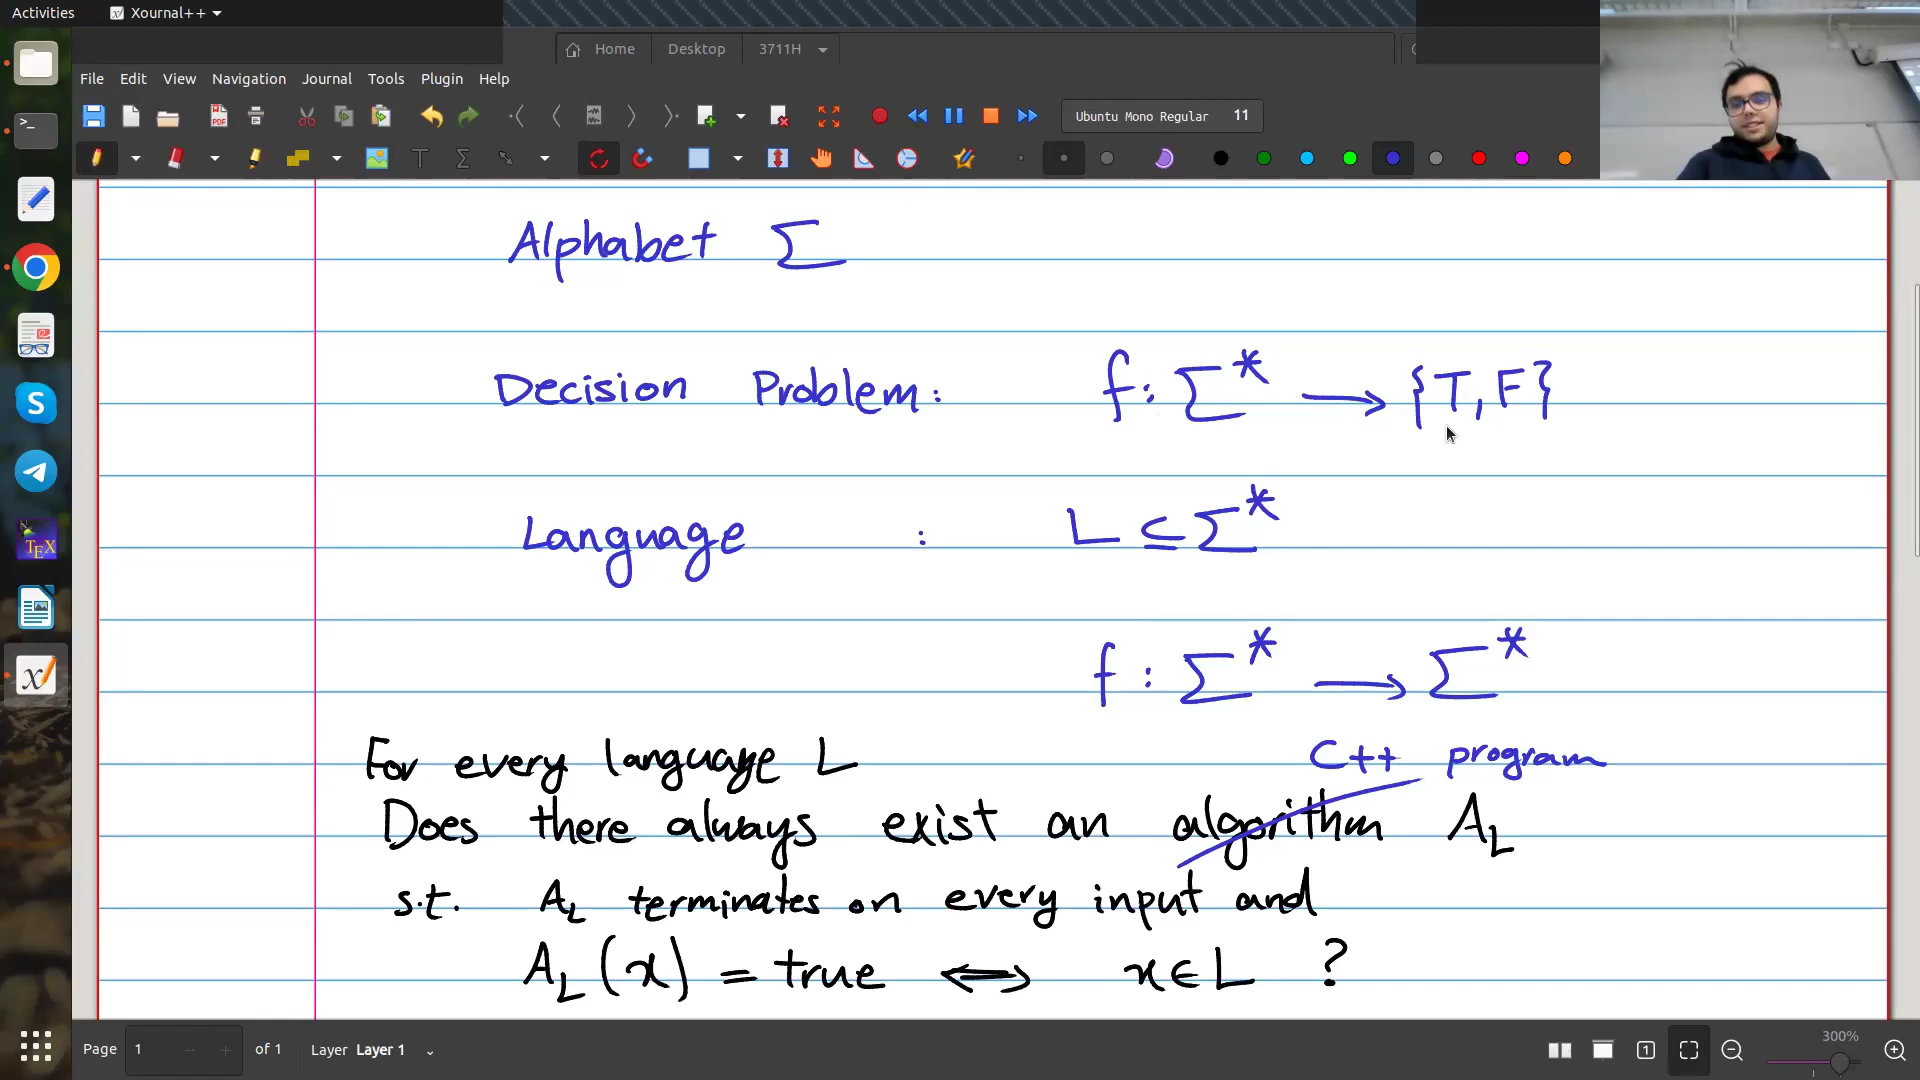 Activities Xournal++
Home Desktop 3711H
File Edit View Navigation Journal Tools Plugin Help
Ubuntu Mono Regular 11
Alphabet Σ
Decision Problem: f: Σ* → {T, F}
Language : L ⊆ Σ*
f : Σ* → Σ*
For every language L
C++ program
Does there always exist an algorithm A_L
s.t. A_L terminates on every input and
A_L(x) = true ⟺ x ∈ L ?
Page 1 of 1 Layer Layer 1
300%